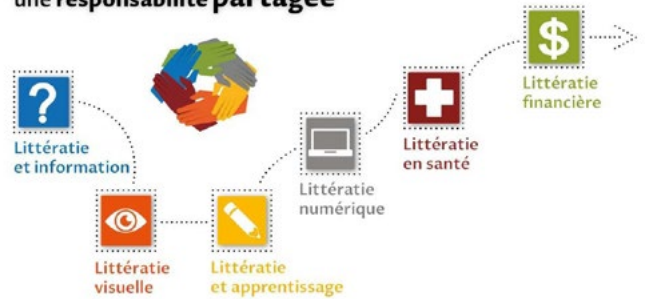 une responsabilité partagée
Littératie
et information
Littératie
visuelle
Littératie
et apprentissage
Littératie
numérique
Littératie
en santé
Littératie
financière